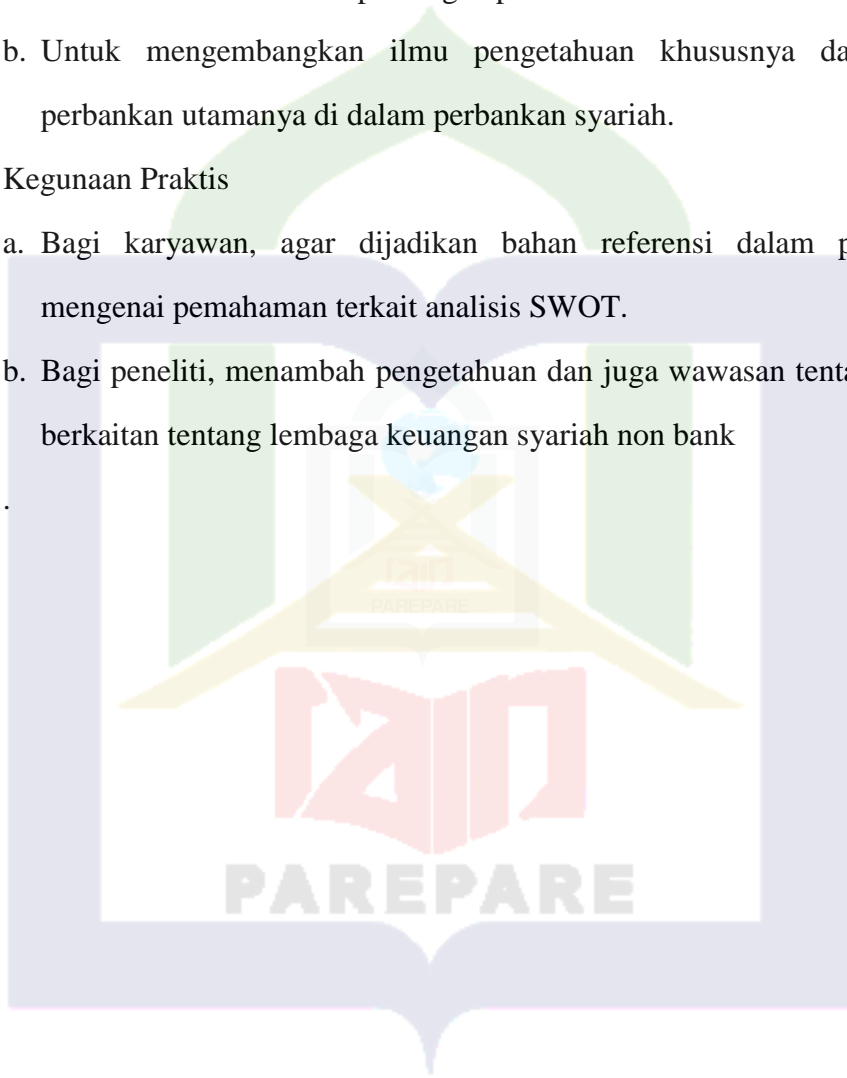 b. Untuk mengembangkan ilmu pengetahuan khususnya
perbankan utamanya di dalam perbankan syariah.
Kegunaan Praktis
a. Bagi karyawan, agar dijadikan bahan referensi dalam
mengenai pemahaman terkait analisis SWOT.
b. Bagi peneliti, menambah pengetahuan dan juga wawasan
berkaitan tentang lembaga keuangan syariah non bank
.
PAREPARE
PAREPARE